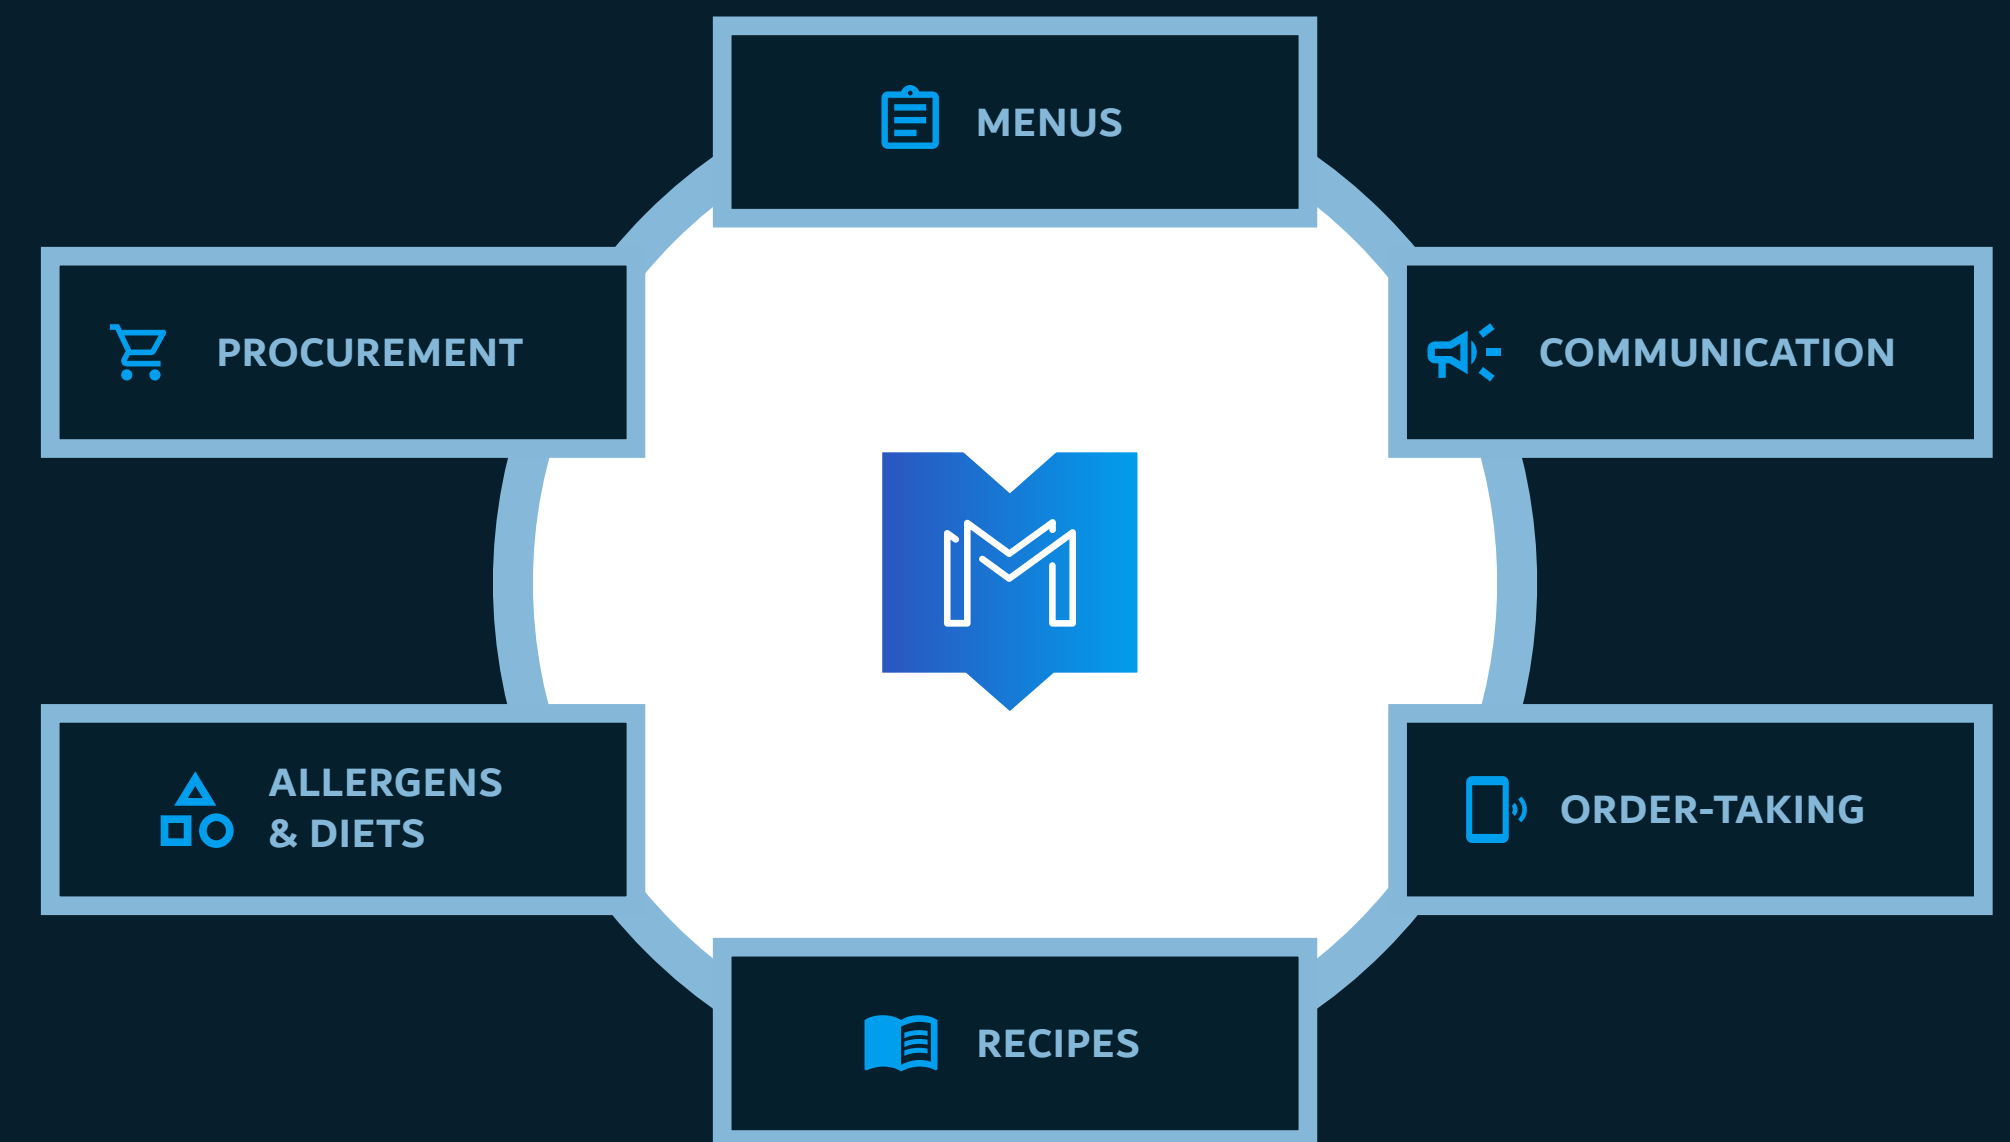 MENUS
PROCUREMENT
COMMUNICATION
M
ALLERGENS
& DIETS
ORDER-TAKING
RECIPES